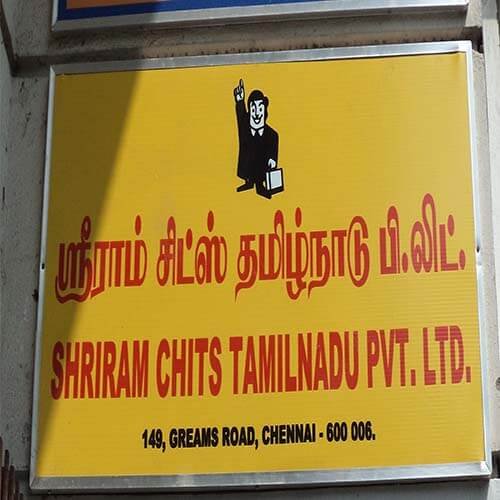 ஸ்ரீராம் சிட்ஸ் தமிழ்நாடு பி.லிட்.
SHRIRAM CHITS TAMILNADU PVT. LTD.
149, GREAMS ROAD, CHENNAI - 600 006.